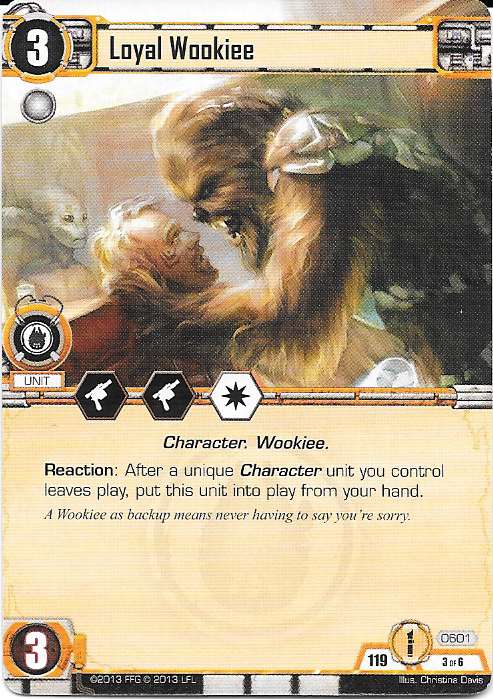 3
Loyal Wookiee
UNIT
Character. Wookiee.
Reaction: After a unique Character unit you control
leaves play, put this unit into play from your hand.
A Wookiee as backup means never having to say you're sorry.
3
0601
119
3 OF 6
©2013 FFG © 2013 LFL
Illus. Christina Davis